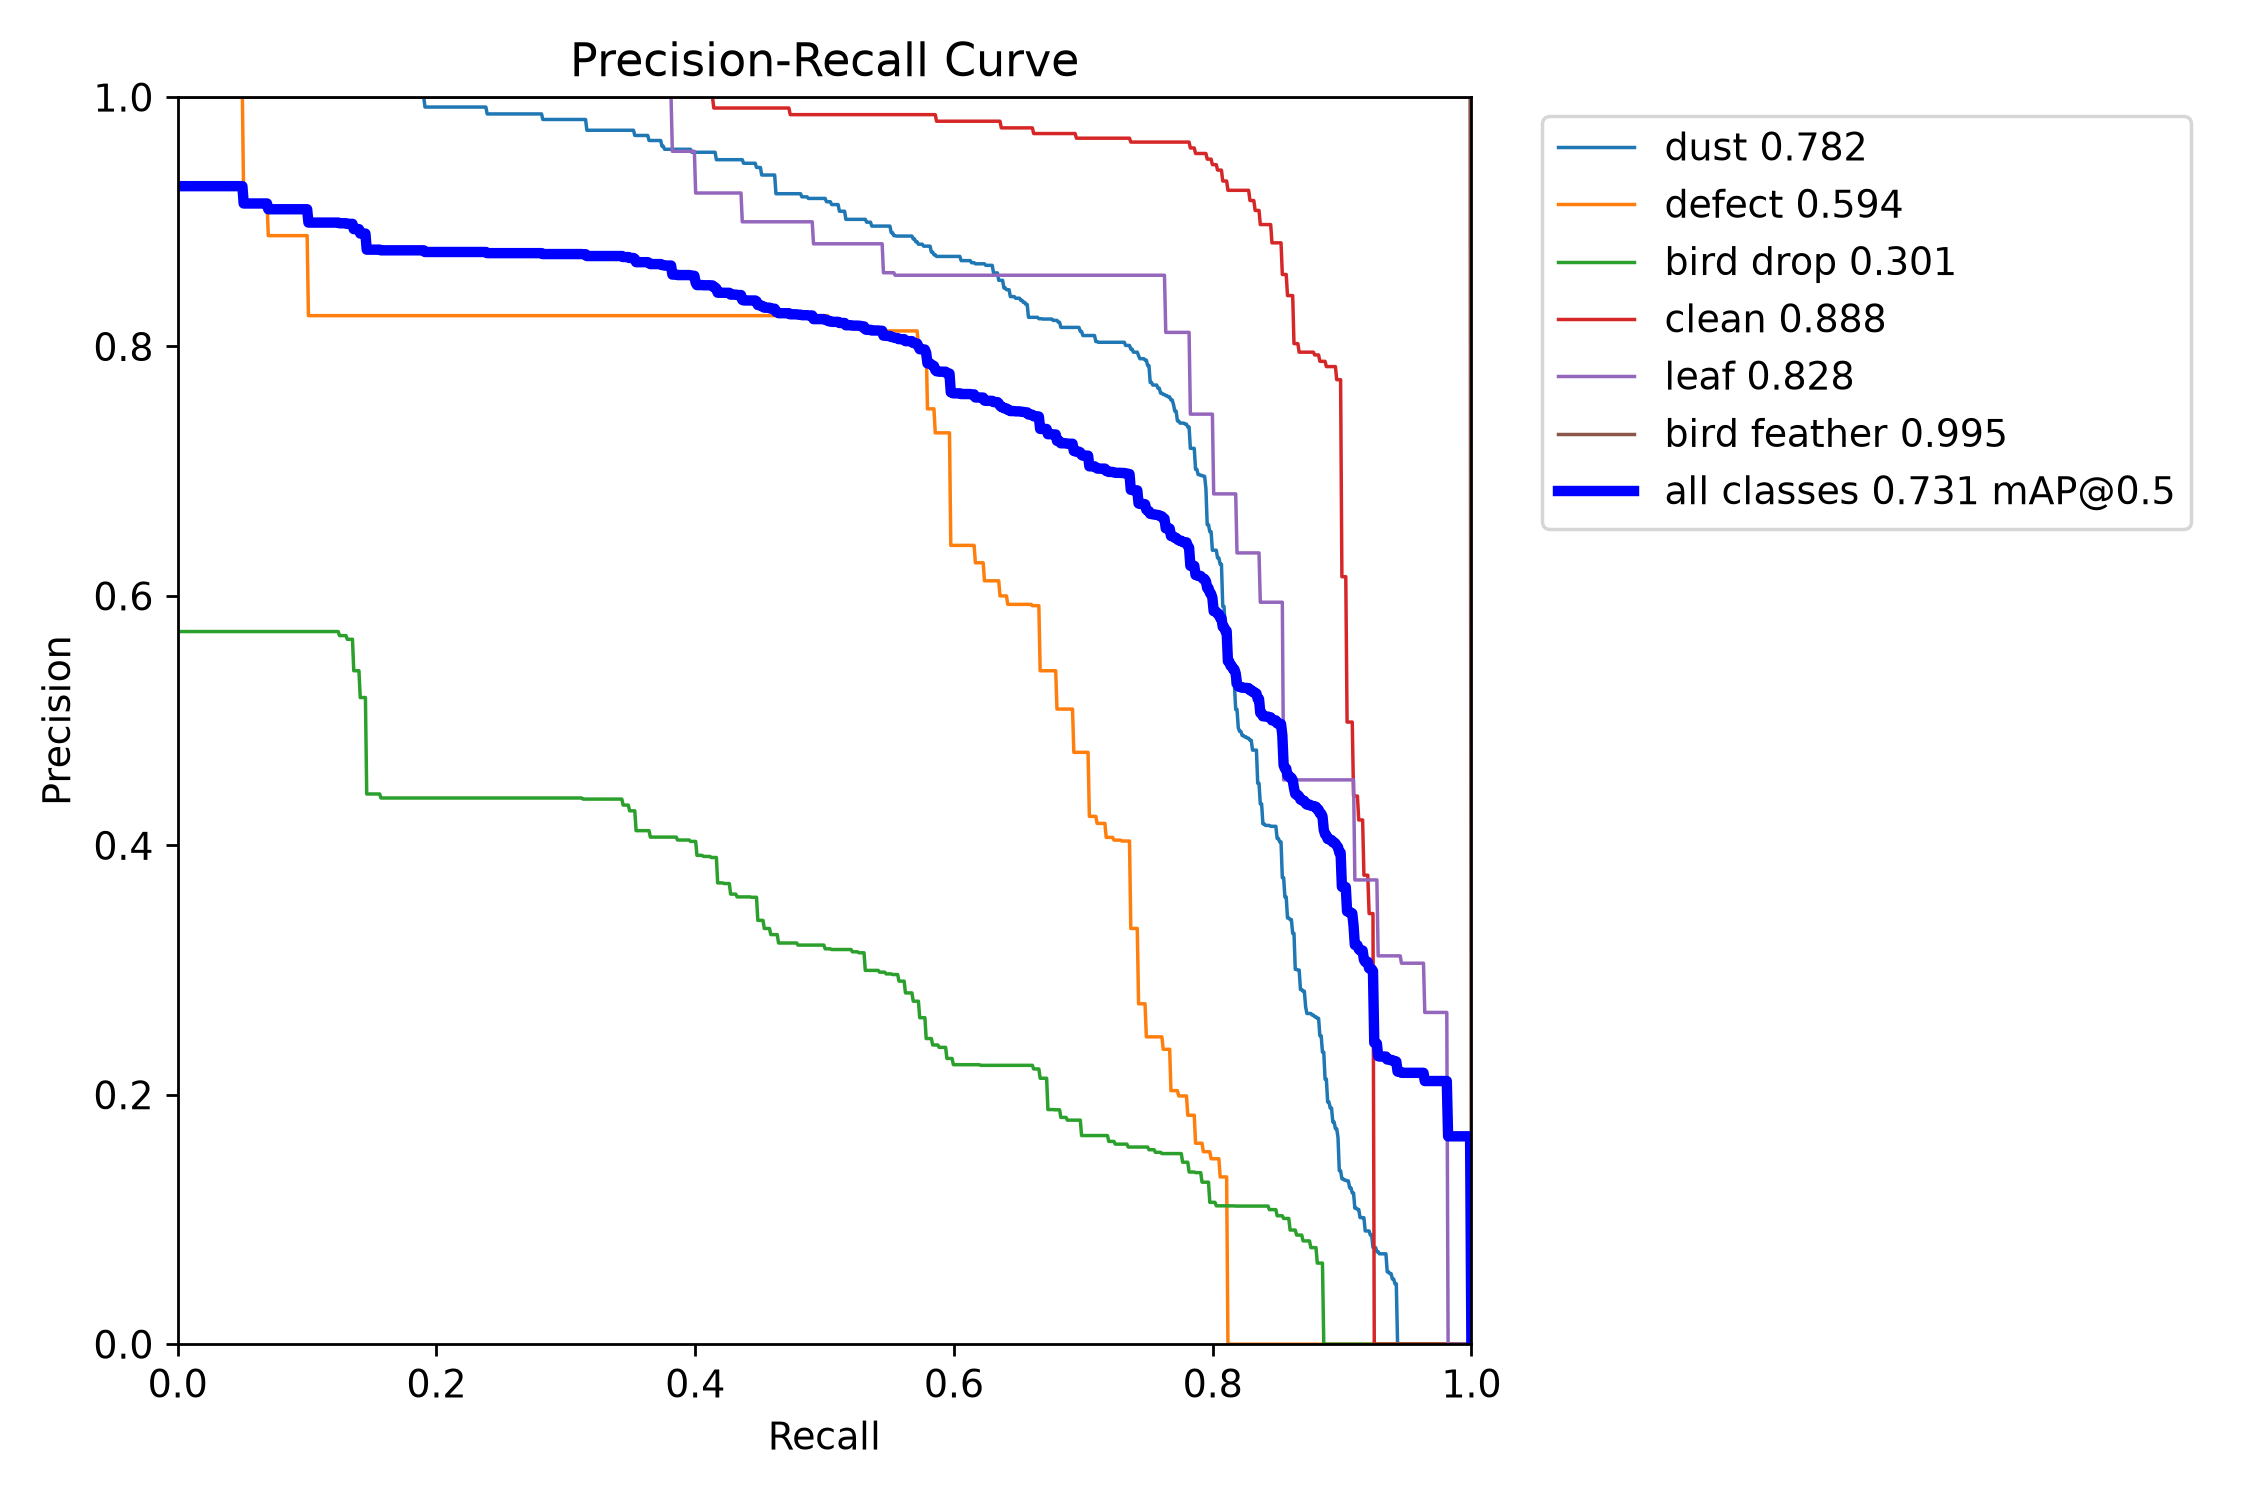 Precision-Recall Curve
1.0
0.8
0.6
0.4
0.2
0.0
Precision
0.0 0.2 0.4 0.6 0.8 1.0
Recall
dust 0.782
defect 0.594
bird drop 0.301
clean 0.888
leaf 0.828
bird feather 0.995
all classes 0.731 mAP@0.5